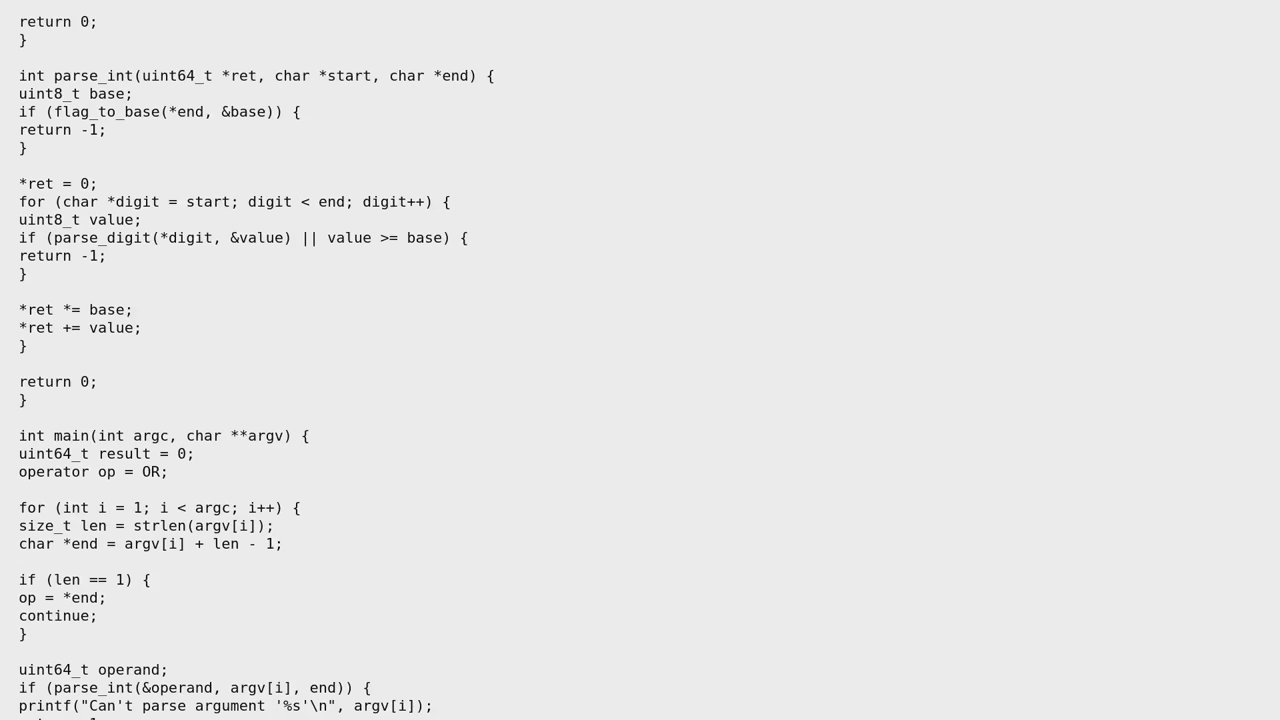 return 0;
}
int parse_int(uint64_t *ret, char *start, char *end) {
uint8_t base;
if (flag_to_base(*end, &base)) {
return -1;
}
*ret = 0;
for (char *digit = start; digit < end; digit++) {
uint8_t value;
if (parse_digit(*digit, &value) || value >= base) {
return -1;
}
*ret *= base;
*ret += value;
}
return 0;
}
int main(int argc, char **argv) {
uint64_t result = 0;
operator op = OR;
for (int i = 1; i < argc; i++) {
size_t len = strlen(argv[i]);
char *end = argv[i] + len - 1;
if (len == 1) {
op = *end;
continue;
}
uint64_t operand;
if (parse_int(&operand, argv[i], end)) {
printf("Can't parse argument '%s'\n", argv[i]);